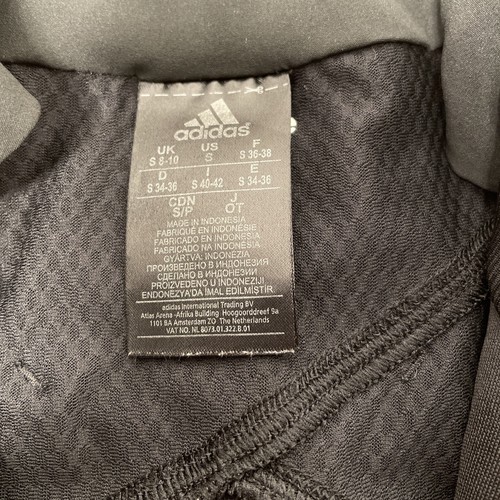 adidas
UK US F
S 8-10 S S 36-38
D I E
S 34-36 S 40-42 S 34-36
CDN J
S/P OT
MADE IN INDONESIA
FABRIQUÉ EN INDONÉSIE
FABRICADO EN INDONESIA
FABRICADO NA INDONÉSIA
GYÁRTVA: INDONÉZIA
ПРОИЗВЕДЕНО В ИНДОНЕЗИЯ
СДЕЛАНО В ИНДОНЕЗИИ
PROIZVEDENO U INDONEZIJI
ENDONEZYA'DA İMAL EDİLMİŞTİR
adidas International Trading BV
Atlas Arena -Afrika Building Hoogoorddreef 9a
1101 BA Amsterdam ZO The Netherlands
VAT NO. NL 8073.01.322.B.01